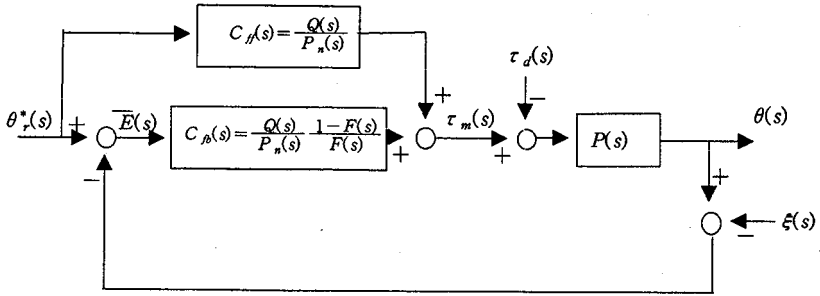 C_ff(s)=Q(s)/P_n(s)
τ_d(s)
+
−
θ*_r(s)
+
E̅(s)
C_fb(s)=Q(s)/P_n(s) 1−F(s)/F(s)
+
τ_m(s)
+
P(s)
θ(s)
−
+
−
ξ(s)